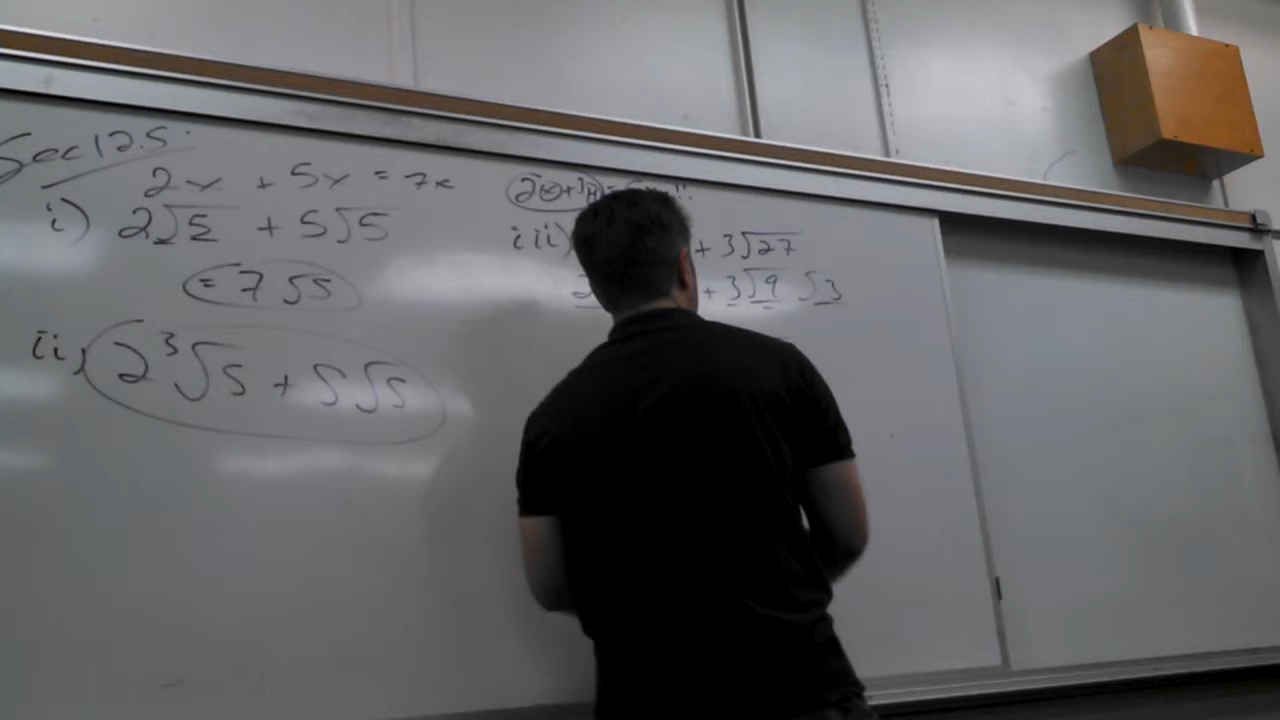 Sec 12.5
2x + 5x = 7x
i) 2√5 + 5√5
= 7√5
ii) 2 ³√5 + 5√5
iii) + 3√27
2 + 3√9 √3